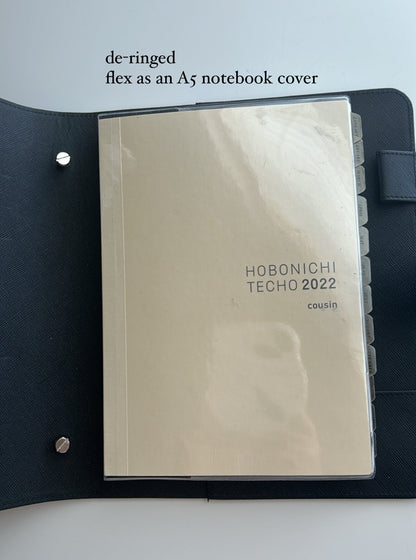 de-ringed
flex as an A5 notebook cover
HOBONICHI
TECHO 2022
cousin